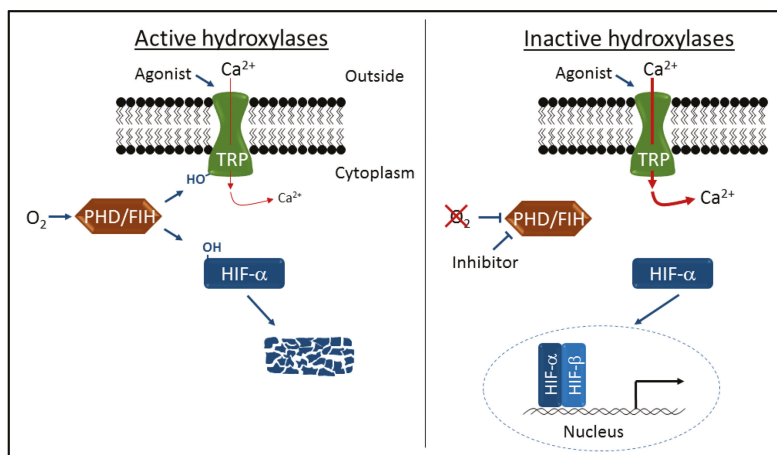 Active hydroxylases
Ca2+
Agonist
Outside
TRP
Cytoplasm
HO
Ca2+
O2
PHD/FIH
OH
HIF-α
Inactive hydroxylases
Ca2+
Agonist
TRP
Ca2+
O2
PHD/FIH
Inhibitor
HIF-α
HIF-α
HIF-β
Nucleus